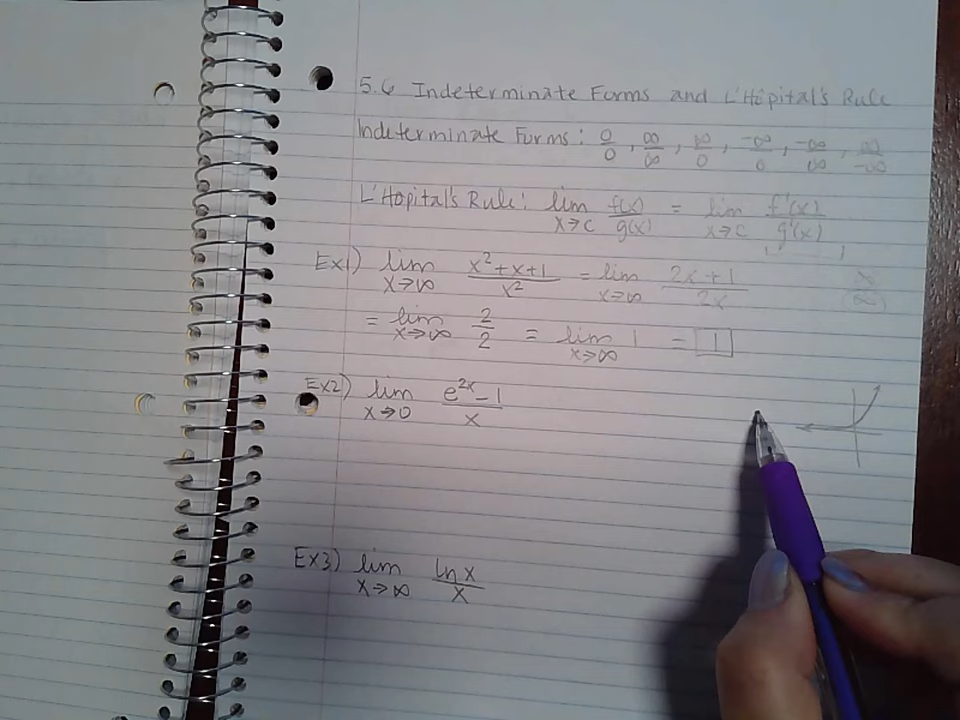 5.6 Indeterminate Forms and L'Hôpital's Rule
Indeterminate Forms: 0/0, ∞/∞, ∞/0, -∞/0, -∞/∞, ∞/-∞
L'Hôpital's Rule: lim x→c f(x)/g(x) = lim x→c f'(x)/g'(x)
Ex1) lim x→∞ x²+x+1/x² = lim x→∞ 2x+1/2x ∞/∞
= lim x→∞ 2/2 = lim x→∞ 1 = 1
Ex2) lim x→0 e^2x-1/x
Ex3) lim x→∞ ln x/x